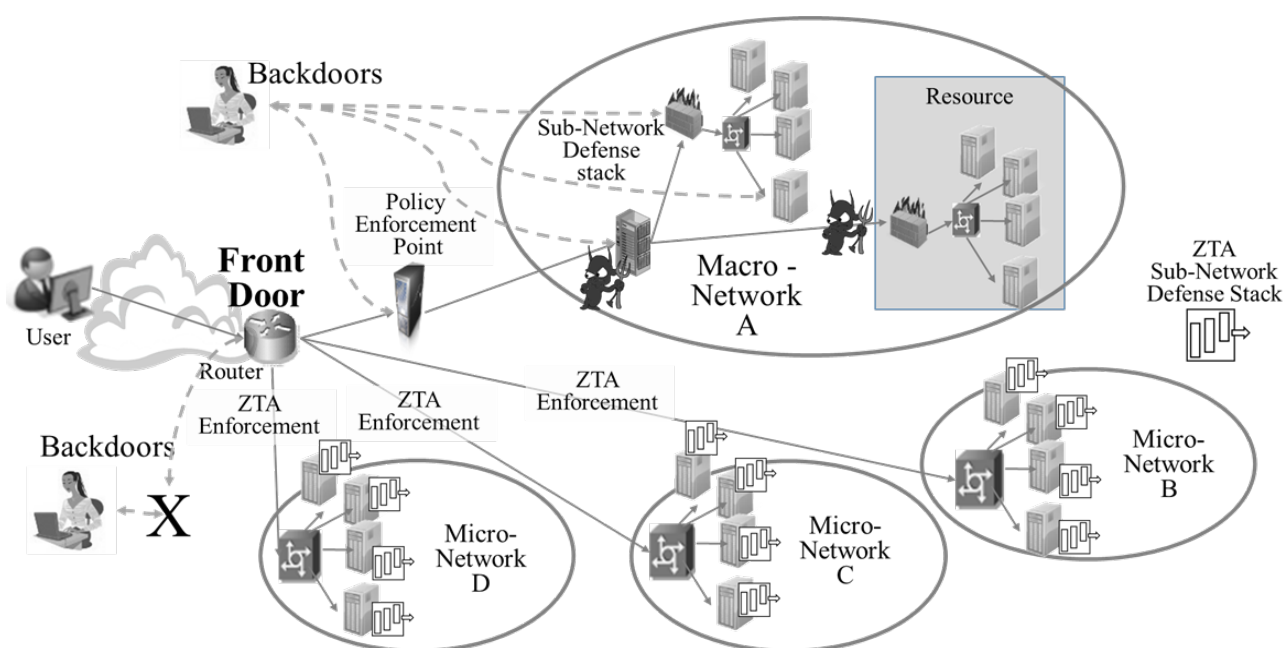 Backdoors
Sub-Network
Defense
stack
Resource
Policy
Enforcement
Point
Front
Door
Macro -
Network
A
ZTA
Sub-Network
Defense Stack
User
Router
ZTA
Enforcement
ZTA
Enforcement
ZTA
Enforcement
Backdoors
X
Micro-
Network
B
Micro-
Network
C
Micro-
Network
D